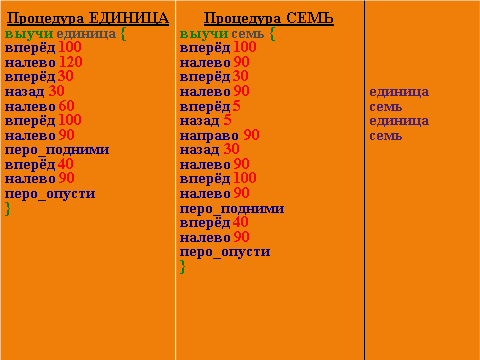 Процедура ЕДИНИЦА
выучи единица {
вперёд 100
налево 120
вперёд 30
назад 30
налево 60
вперёд 100
налево 90
перо_подними
вперёд 40
налево 90
перо_опусти
}
Процедура СЕМЬ
выучи семь {
вперёд 100
налево 90
вперёд 30
налево 90
вперёд 5
назад 5
направо 90
назад 30
налево 90
вперёд 100
налево 90
перо_подними
вперёд 40
налево 90
перо_опусти
}
единица
семь
единица
семь